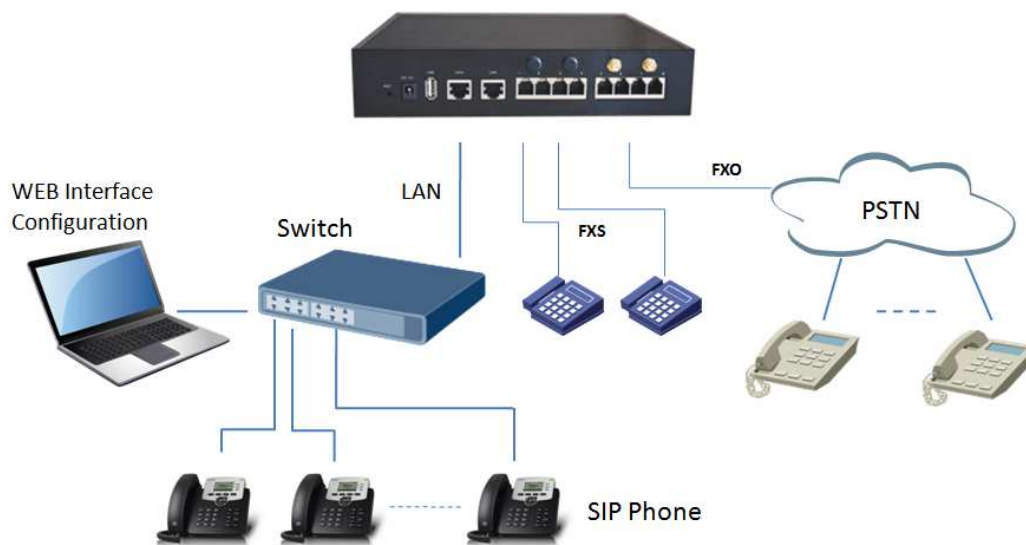 LAN
FXO
WEB Interface
Configuration
PSTN
Switch
FXS
SIP Phone